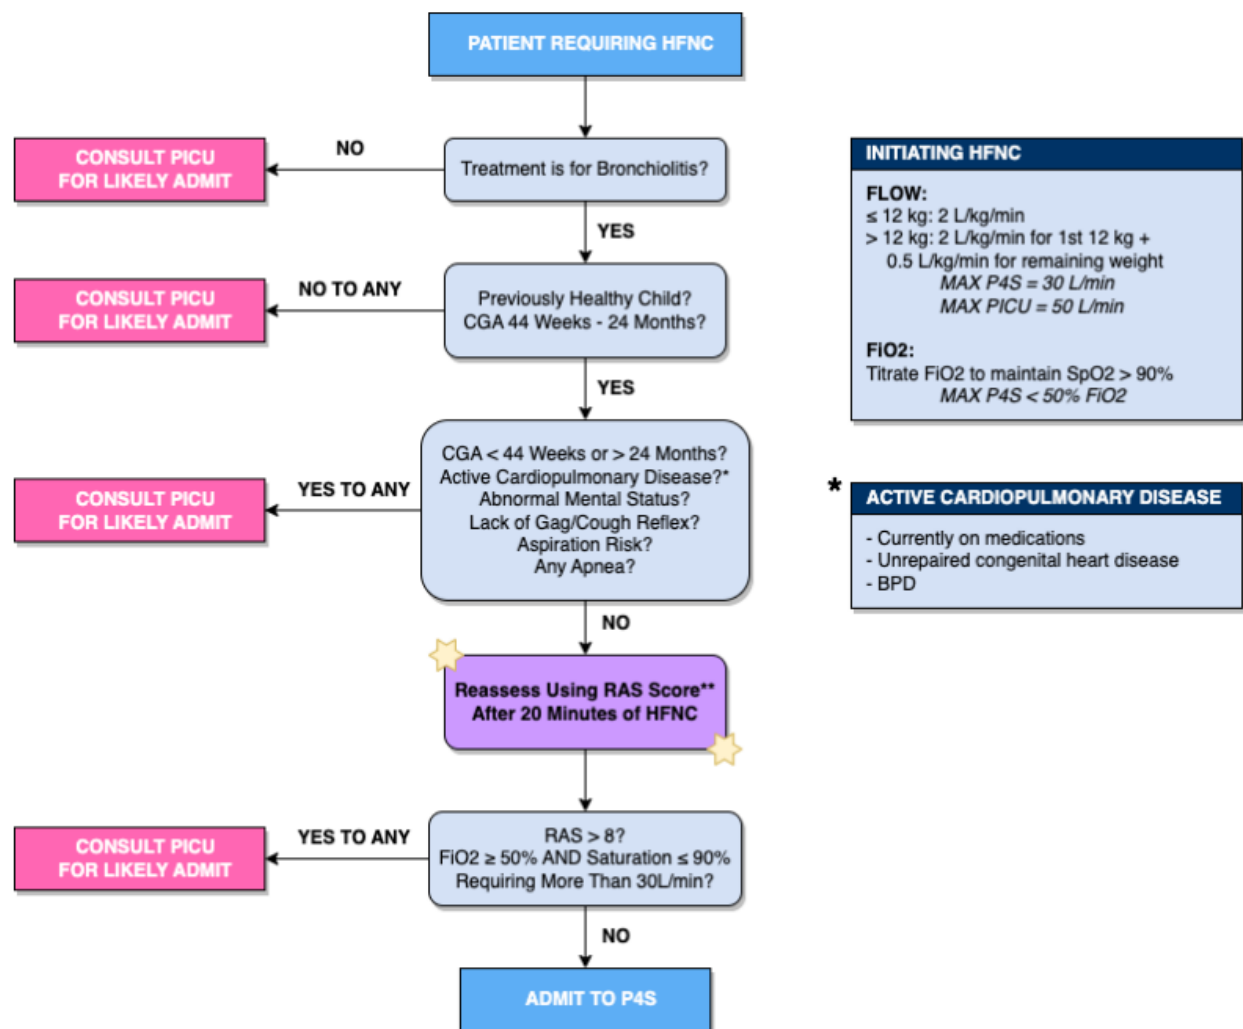 PATIENT REQUIRING HFNC
NO
CONSULT PICU
FOR LIKELY ADMIT
Treatment is for Bronchiolitis?
YES
NO TO ANY
CONSULT PICU
FOR LIKELY ADMIT
Previously Healthy Child?
CGA 44 Weeks - 24 Months?
YES
YES TO ANY
CONSULT PICU
FOR LIKELY ADMIT
CGA < 44 Weeks or > 24 Months?
Active Cardiopulmonary Disease?*
Abnormal Mental Status?
Lack of Gag/Cough Reflex?
Aspiration Risk?
Any Apnea?
NO
Reassess Using RAS Score**
After 20 Minutes of HFNC
YES TO ANY
CONSULT PICU
FOR LIKELY ADMIT
RAS > 8?
FiO2 ≥ 50% AND Saturation ≤ 90%
Requiring More Than 30L/min?
NO
ADMIT TO P4S
INITIATING HFNC
FLOW:
≤ 12 kg: 2 L/kg/min
> 12 kg: 2 L/kg/min for 1st 12 kg +
0.5 L/kg/min for remaining weight
MAX P4S = 30 L/min
MAX PICU = 50 L/min
FiO2:
Titrate FiO2 to maintain SpO2 > 90%
MAX P4S < 50% FiO2
* ACTIVE CARDIOPULMONARY DISEASE
- Currently on medications
- Unrepaired congenital heart disease
- BPD